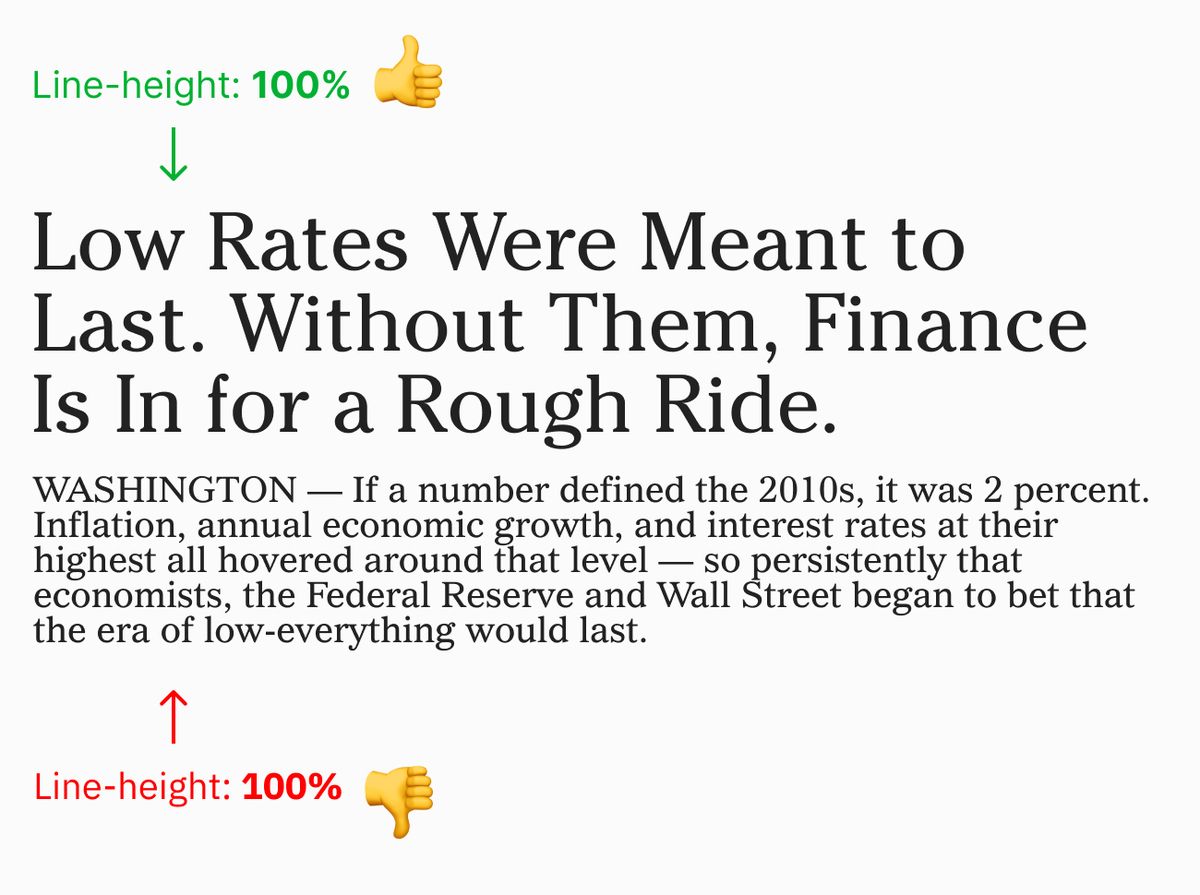 Line-height: 100% 👍
Low Rates Were Meant to
Last. Without Them, Finance
Is In for a Rough Ride.
WASHINGTON — If a number defined the 2010s, it was 2 percent.
Inflation, annual economic growth, and interest rates at their
highest all hovered around that level — so persistently that
economists, the Federal Reserve and Wall Street began to bet that
the era of low-everything would last.
Line-height: 100% 👎